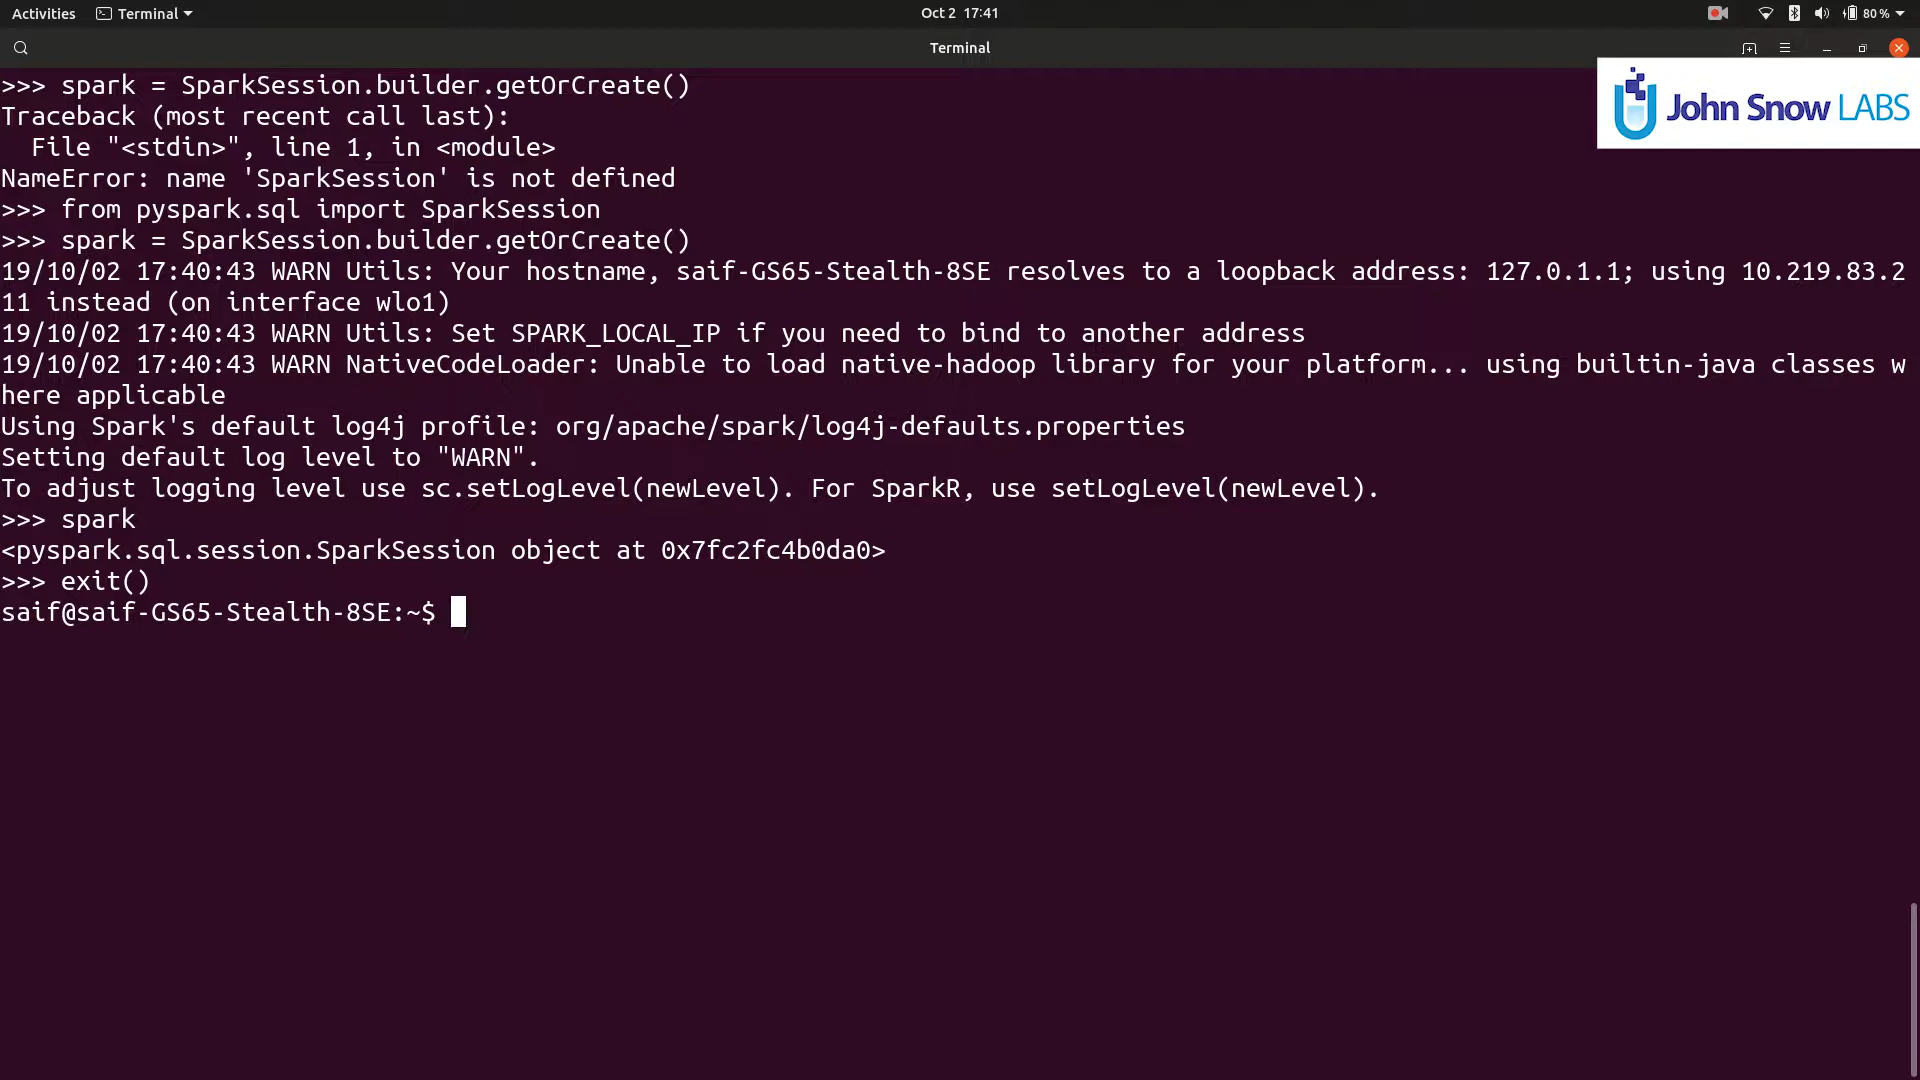 Activities Terminal Oct 2 17:41 80 %
Terminal
>>> spark = SparkSession.builder.getOrCreate()
John Snow LABS
Traceback (most recent call last):
  File "<stdin>", line 1, in <module>
NameError: name 'SparkSession' is not defined
>>> from pyspark.sql import SparkSession
>>> spark = SparkSession.builder.getOrCreate()
19/10/02 17:40:43 WARN Utils: Your hostname, saif-GS65-Stealth-8SE resolves to a loopback address: 127.0.1.1; using 10.219.83.2
11 instead (on interface wlo1)
19/10/02 17:40:43 WARN Utils: Set SPARK_LOCAL_IP if you need to bind to another address
19/10/02 17:40:43 WARN NativeCodeLoader: Unable to load native-hadoop library for your platform... using builtin-java classes w
here applicable
Using Spark's default log4j profile: org/apache/spark/log4j-defaults.properties
Setting default log level to "WARN".
To adjust logging level use sc.setLogLevel(newLevel). For SparkR, use setLogLevel(newLevel).
>>> spark
<pyspark.sql.session.SparkSession object at 0x7fc2fc4b0da0>
>>> exit()
saif@saif-GS65-Stealth-8SE:~$